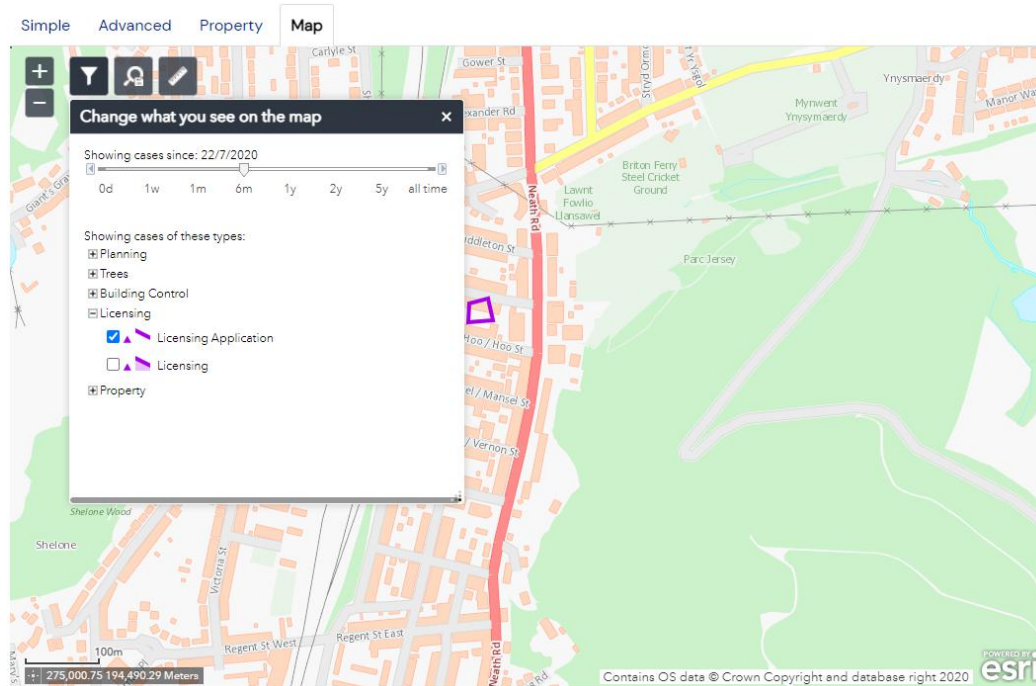 Simple Advanced Property Map
+
−
Change what you see on the map ×
Showing cases since: 22/7/2020
0d 1w 1m 6m 1y 2y 5y all time
Showing cases of these types:
Planning
Trees
Building Control
Licensing
Licensing Application
Licensing
Property
Carlyle St
Gower St
exander Rd
Ynysmaerdy
Manor Wa
Mynwent
Ynysymaerdy
Briton Ferry
Steel Cricket
Ground
Lawnt
Fowlio
Llansawel
Neath Rd
ddleton St
Parc Jersey
Hoo / Hoo St
el / Mansel St
/ Vernon St
Shelone Wood
Shelone
Victoria St
Regent St West
Regent St East
Neath Rd
100m
275,000.75 194,490.29 Meters
Contains OS data © Crown Copyright and database right 2020
POWERED BY
esri